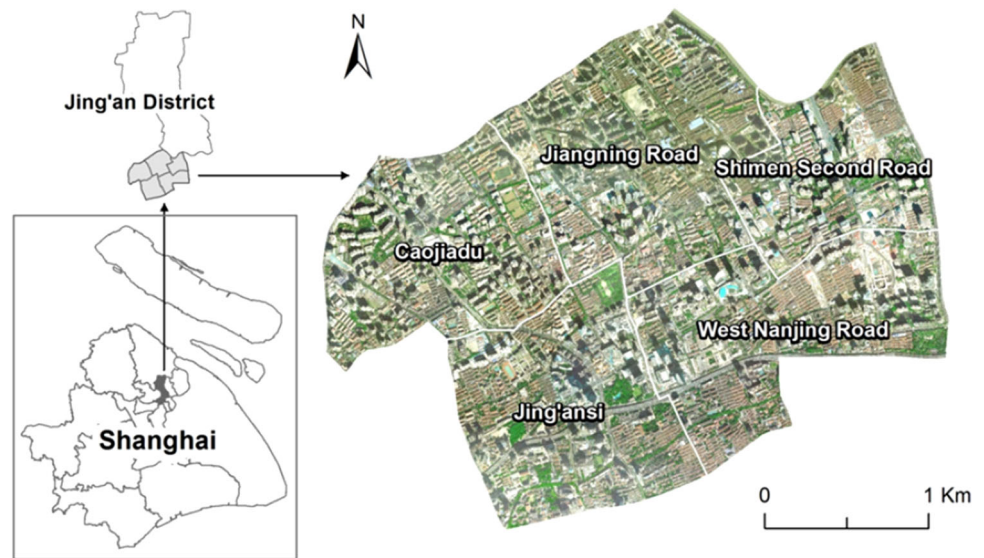 N
Jing'an District
Jiangning Road
Shimen Second Road
Caojiadu
West Nanjing Road
Jing'ansi
Shanghai
0 1 Km